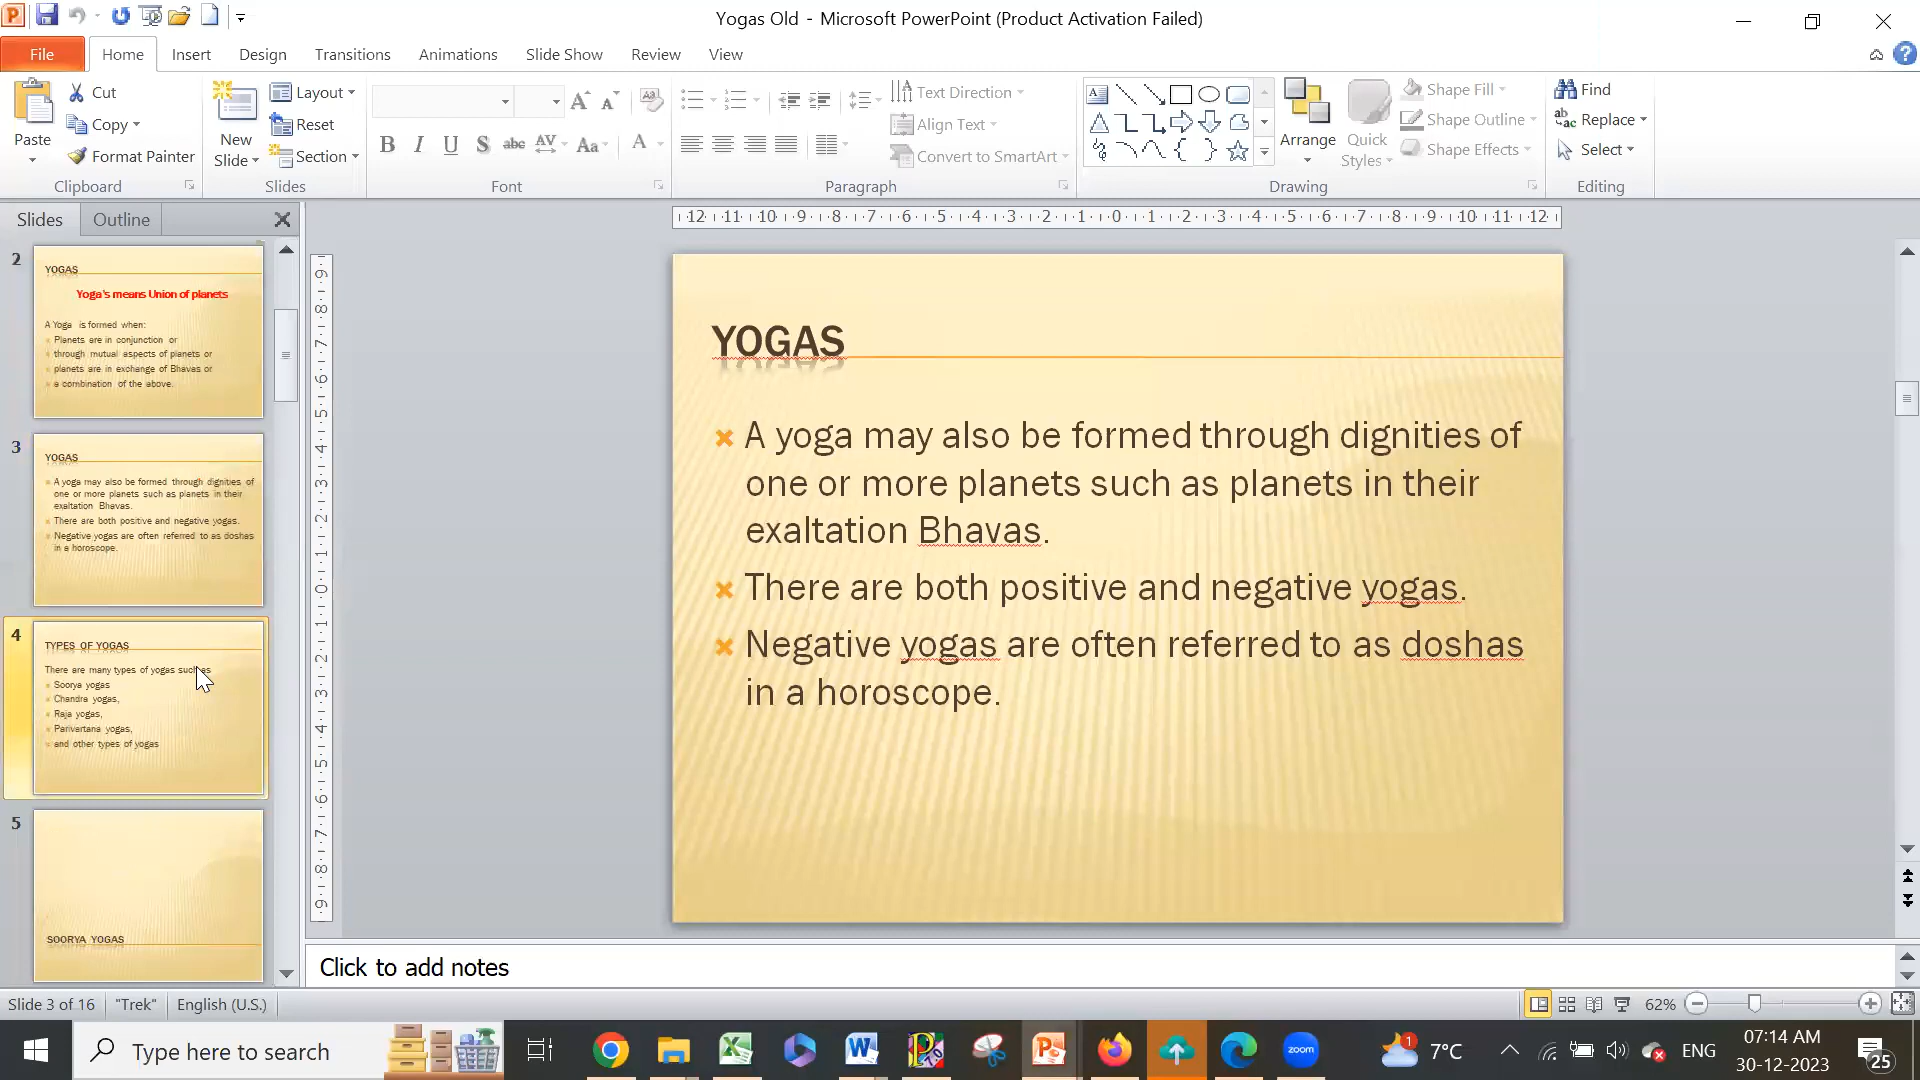 Yogas Old - Microsoft PowerPoint (Product Activation Failed)
File Home Insert Design Transitions Animations Slide Show Review View
Paste
Cut
Copy
Format Painter
Clipboard
New Slide
Layout
Reset
Section
Slides
Font
Text Direction
Align Text
Convert to SmartArt
Paragraph
Arrange
Quick Styles
Shape Fill
Shape Outline
Shape Effects
Drawing
Find
Replace
Select
Editing
Slides Outline
2
YOGAS
Yoga's means Union of planets
A Yoga is formed when:
Planets are in conjunction or
through mutual aspects of planets or
planets are in exchange of Bhavas or
a combination of the above.
3
YOGAS
A yoga may also be formed through dignities of
one or more planets such as planets in their
exaltation Bhavas.
There are both positive and negative yogas.
Negative yogas are often referred to as doshas
in a horoscope.
4
TYPES OF YOGAS
There are many types of yogas such as
Soorya yogas
Chandra yogas,
Raja yogas,
Parivartana yogas,
and other types of yogas
5
SOORYA YOGAS
YOGAS
A yoga may also be formed through dignities of
one or more planets such as planets in their
exaltation Bhavas.
There are both positive and negative yogas.
Negative yogas are often referred to as doshas
in a horoscope.
Click to add notes
Slide 3 of 16 "Trek" English (U.S.) 62%
Type here to search
zoom
1
7°C
ENG
07:14 AM
30-12-2023
25